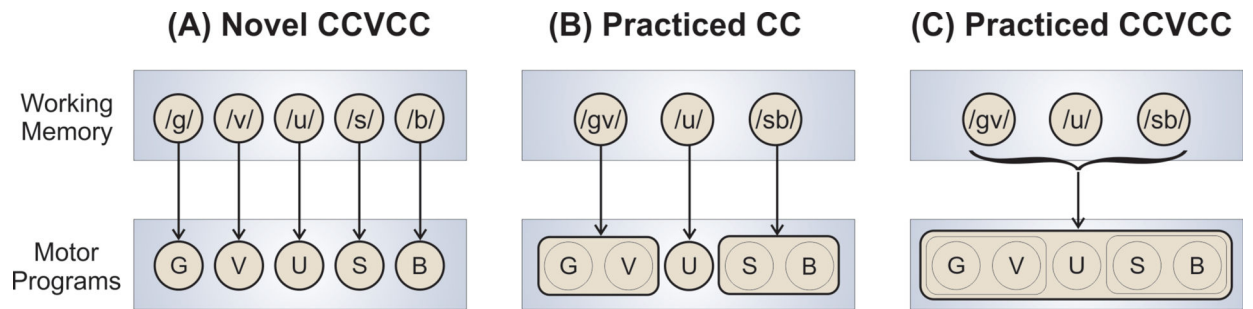 (A) Novel CCVCC (B) Practiced CC (C) Practiced CCVCC
Working
Memory
/g/ /v/ /u/ /s/ /b/ /gv/ /u/ /sb/ /gv/ /u/ /sb/
Motor
Programs
G V U S B G V U S B G V U S B